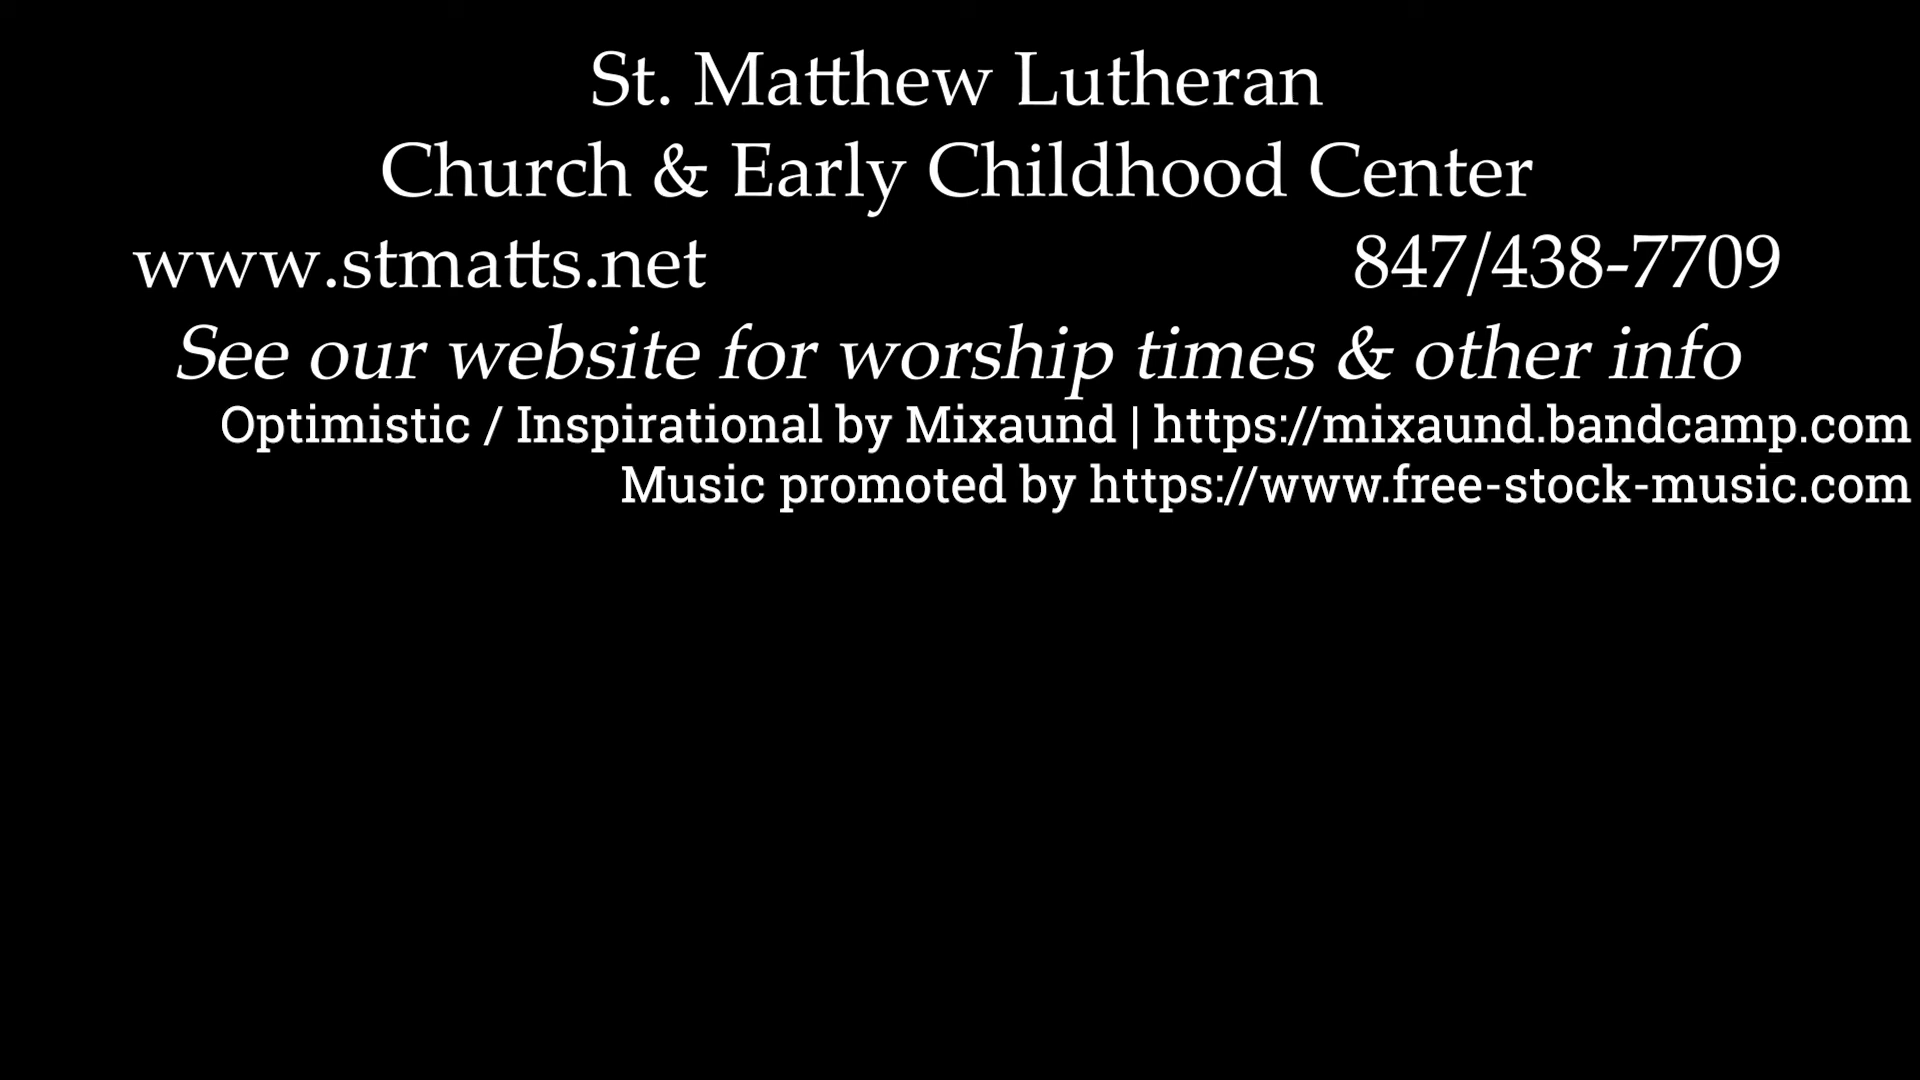 St. Matthew Lutheran
Church & Early Childhood Center
www.stmatts.net 847/438-7709
See our website for worship times & other info
Optimistic / Inspirational by Mixaund | https://mixaund.bandcamp.com
Music promoted by https://www.free-stock-music.com